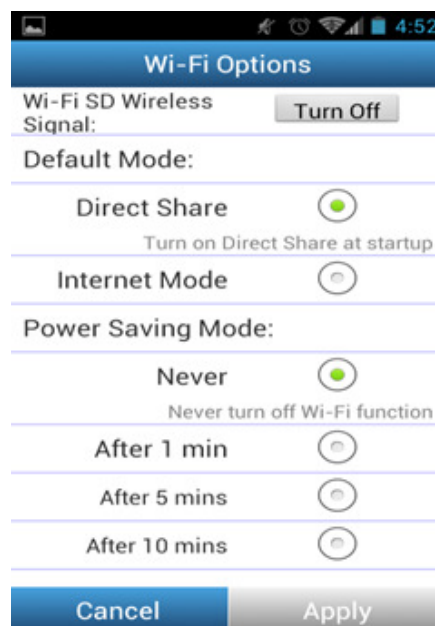 4:52
Wi-Fi Options
Wi-Fi SD Wireless
Signal:
Turn Off
Default Mode:
Direct Share
Turn on Direct Share at startup
Internet Mode
Power Saving Mode:
Never
Never turn off Wi-Fi function
After 1 min
After 5 mins
After 10 mins
Cancel
Apply